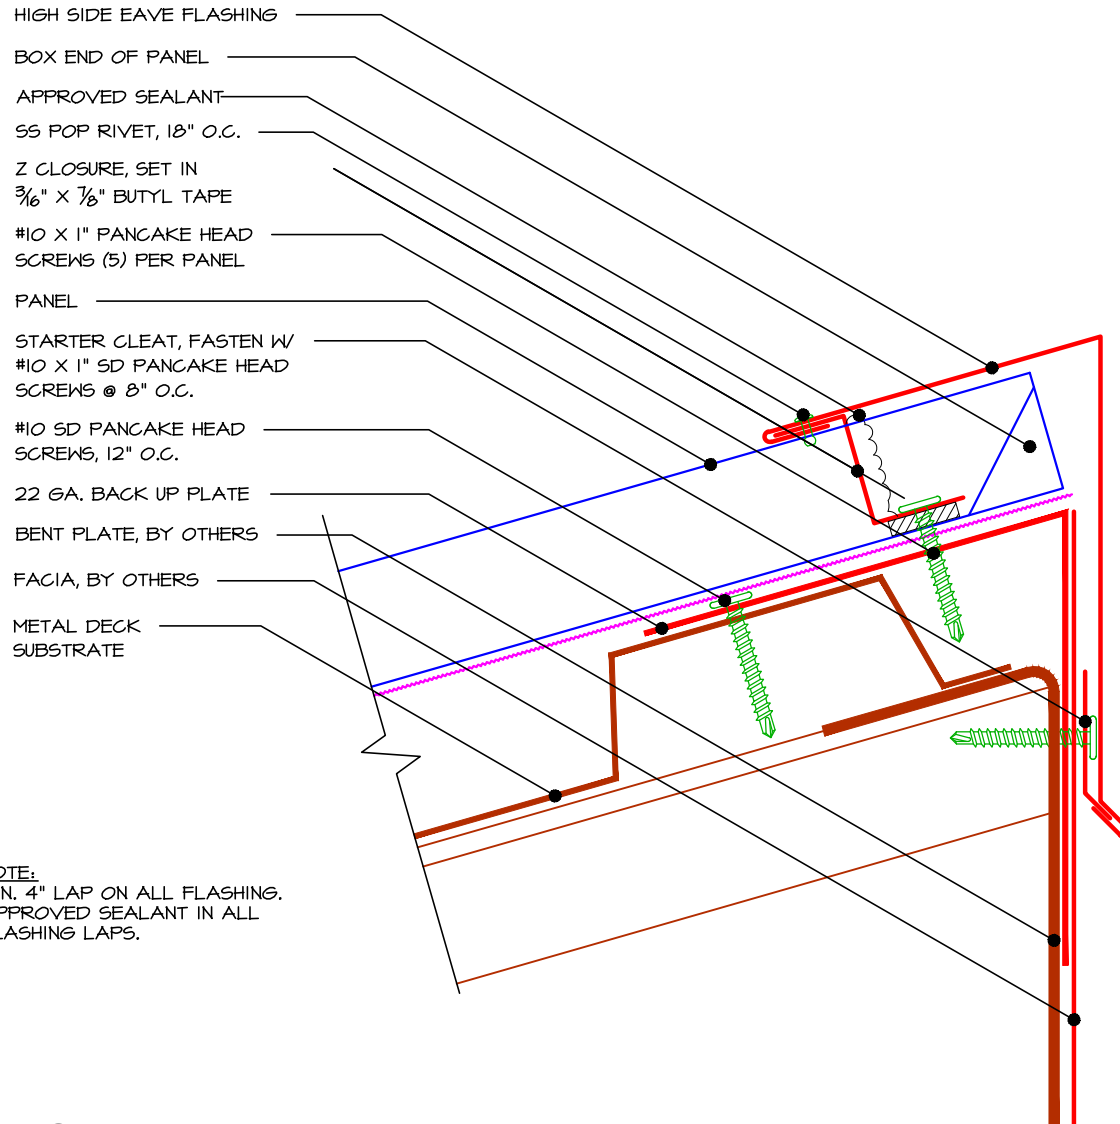 HIGH SIDE EAVE FLASHING
BOX END OF PANEL
APPROVED SEALANT
SS POP RIVET, 18" O.C.
Z CLOSURE, SET IN
3/16" X 7/8" BUTYL TAPE
#10 X 1" PANCAKE HEAD
SCREWS (5) PER PANEL
PANEL
STARTER CLEAT, FASTEN W/
#10 X 1" SD PANCAKE HEAD
SCREWS @ 8" O.C.
#10 SD PANCAKE HEAD
SCREWS, 12" O.C.
22 GA. BACK UP PLATE
BENT PLATE, BY OTHERS
FACIA, BY OTHERS
METAL DECK
SUBSTRATE
OTE:
N. 4" LAP ON ALL FLASHING.
PPROVED SEALANT IN ALL
LASHING LAPS.